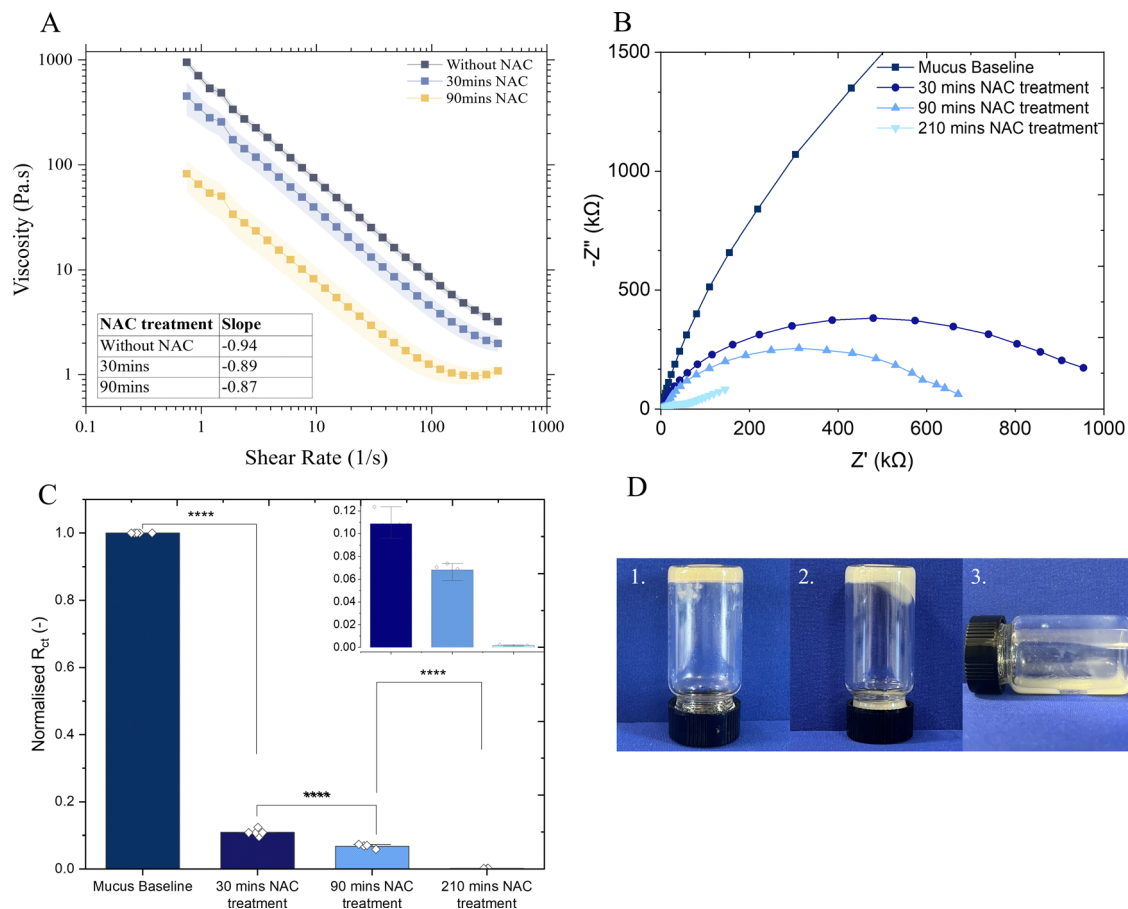 A
Viscosity (Pa.s)
1000
100
10
1
0.1
1
10
100
1000
Shear Rate (1/s)
Without NAC
30mins NAC
90mins NAC
NAC treatment Slope
Without NAC -0.94
30mins -0.89
90mins -0.87
B
-Z" (kΩ)
1500
1000
500
0
0
200
400
600
800
1000
Z' (kΩ)
Mucus Baseline
30 mins NAC treatment
90 mins NAC treatment
210 mins NAC treatment
C
Normalised Rct (-)
1.0
0.8
0.6
0.4
0.2
0.0
****
****
****
0.12
0.10
0.08
0.06
0.04
0.02
0.00
Mucus Baseline
30 mins NAC
treatment
90 mins NAC
treatment
210 mins NAC
treatment
D
1.
2.
3.